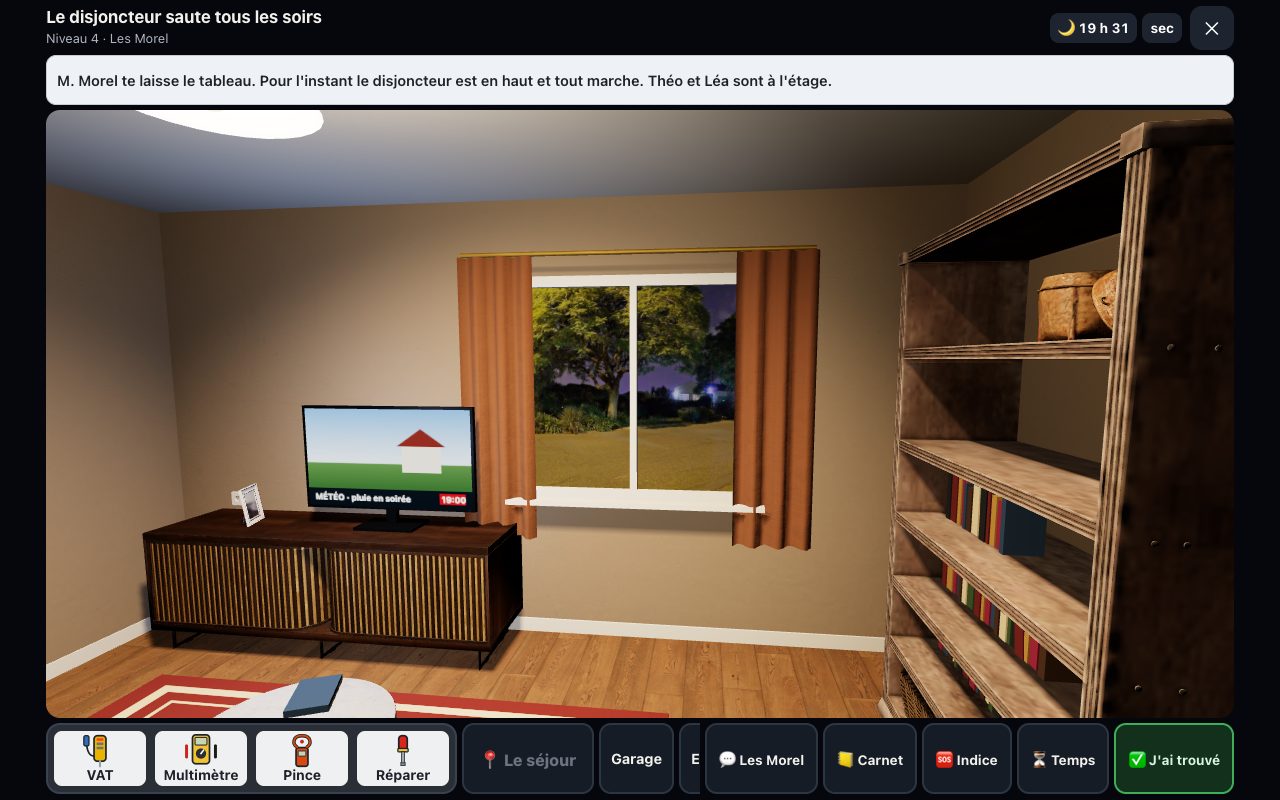 Le disjoncteur saute tous les soirs
Niveau 4 · Les Morel
19 h 31
sec
M. Morel te laisse le tableau. Pour l'instant le disjoncteur est en haut et tout marche. Théo et Léa sont à l'étage.
MÉTÉO · pluie en soirée
19:00
VAT
Multimètre
Pince
Réparer
Le séjour
Garage
E
Les Morel
Carnet
SOS Indice
Temps
J'ai trouvé